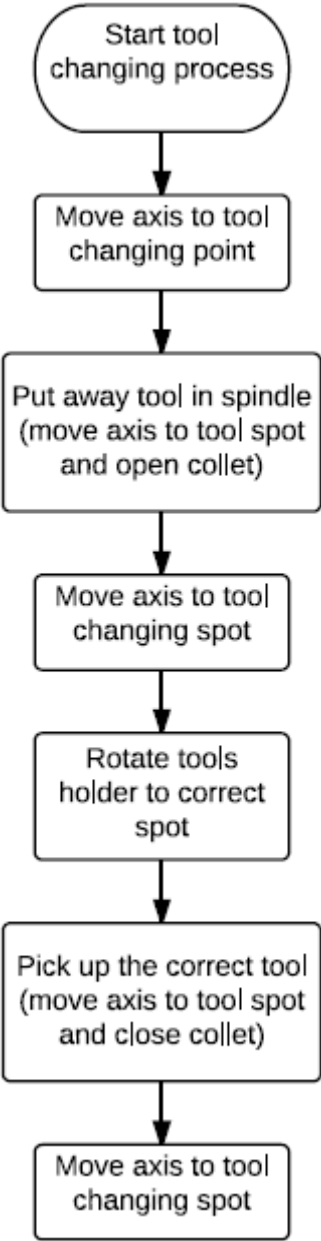 Start tool
changing process
Move axis to tool
changing point
Put away tool in spindle
(move axis to tool spot
and open collet)
Move axis to tool
changing spot
Rotate tools
holder to correct
spot
Pick up the correct tool
(move axis to tool spot
and close collet)
Move axis to tool
changing spot